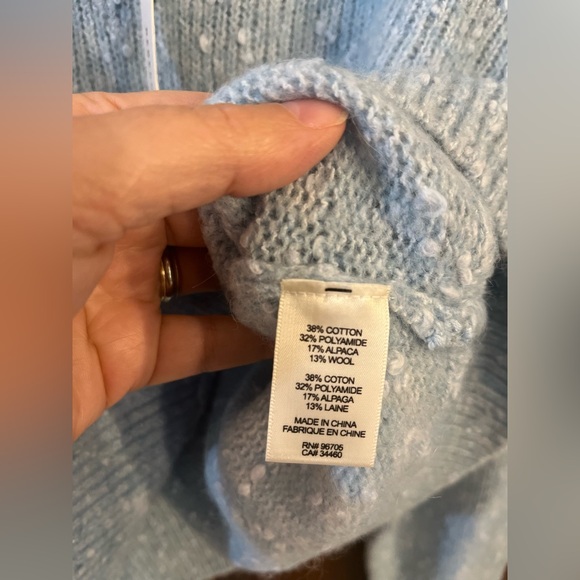 38% COTTON
32% POLYAMIDE
17% ALPACA
13% WOOL
38% COTON
32% POLYAMIDE
17% ALPAGA
13% LAINE
MADE IN CHINA
FABRIQUE EN CHINE
RN# 96705
CA# 34460